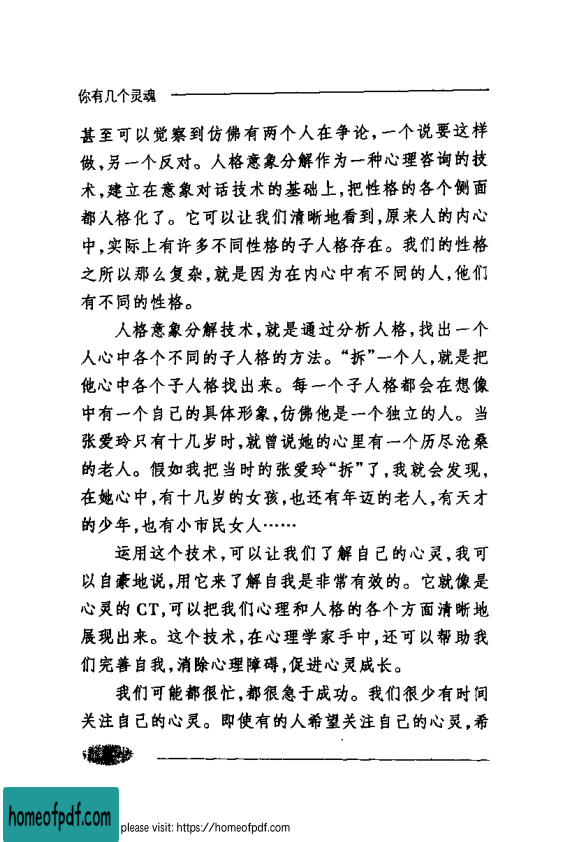 你有几个灵魂
甚至可以觉察到仿佛有两个人在争论,一个说要这样
做,另一个反对。人格意象分解作为一种心理咨询的技
术,建立在意象对话技术的基础上,把性格的各个侧面
都人格化了。它可以让我们清晰地看到,原来人的内心
中,实际上有许多不同性格的子人格存在。我们的性格
之所以那么复杂,就是因为在内心中有不同的人,他们
有不同的性格。
人格意象分解技术,就是通过分析人格,找出一个
人心中各个不同的子人格的方法。“拆”一个人,就是把
他心中各个子人格找出来。每一个子人格都会在想像
中有一个自己的具体形象,仿佛他是一个独立的人。当
张爱玲只有十几岁时,就曾说她的心里有一个历尽沧桑
的老人。假如我把当时的张爱玲“拆”了,我就会发现,
在她心中,有十几岁的女孩,也还有年迈的老人,有天才
的少年,也有小市民女人……
运用这个技术,可以让我们了解自己的心灵,我可
以自豪地说,用它来了解自我是非常有效的。它就像是
心灵的 CT,可以把我们心理和人格的各个方面清晰地
展现出来。这个技术,在心理学家手中,还可以帮助我
们完善自我,消除心理障碍,促进心灵成长。
我们可能都很忙,都很急于成功。我们很少有时间
关注自己的心灵。即使有的人希望关注自己的心灵,希
homeofpdf.com
please visit: https://homeofpdf.com